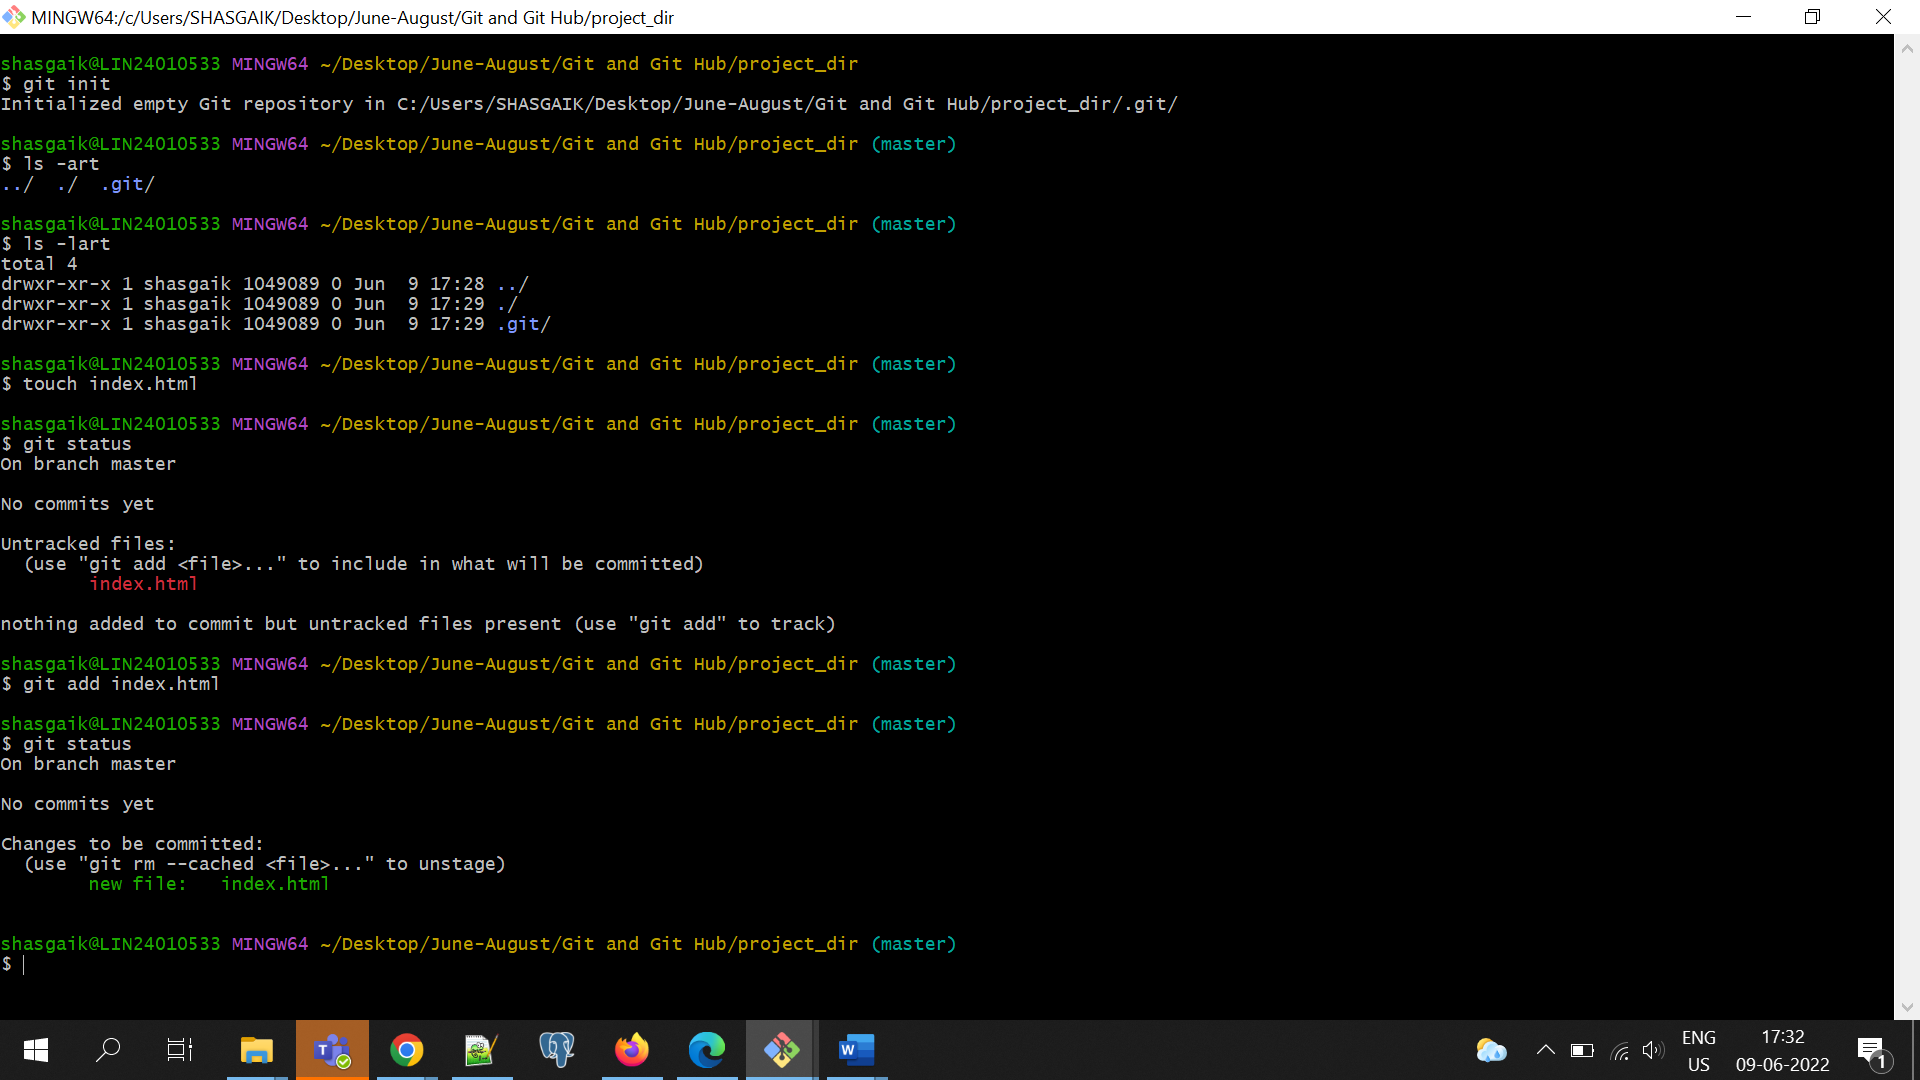 MINGW64:/c/Users/SHASGAIK/Desktop/June-August/Git and Git Hub/project_dir
shasgaik@LIN24010533 MINGW64 ~/Desktop/June-August/Git and Git Hub/project_dir
$ git init
Initialized empty Git repository in C:/Users/SHASGAIK/Desktop/June-August/Git and Git Hub/project_dir/.git/
shasgaik@LIN24010533 MINGW64 ~/Desktop/June-August/Git and Git Hub/project_dir (master)
$ ls -art
../  ./  .git/
shasgaik@LIN24010533 MINGW64 ~/Desktop/June-August/Git and Git Hub/project_dir (master)
$ ls -lart
total 4
drwxr-xr-x 1 shasgaik 1049089 0 Jun  9 17:28 ../
drwxr-xr-x 1 shasgaik 1049089 0 Jun  9 17:29 ./
drwxr-xr-x 1 shasgaik 1049089 0 Jun  9 17:29 .git/
shasgaik@LIN24010533 MINGW64 ~/Desktop/June-August/Git and Git Hub/project_dir (master)
$ touch index.html
shasgaik@LIN24010533 MINGW64 ~/Desktop/June-August/Git and Git Hub/project_dir (master)
$ git status
On branch master
No commits yet
Untracked files:
  (use "git add <file>..." to include in what will be committed)
        index.html
nothing added to commit but untracked files present (use "git add" to track)
shasgaik@LIN24010533 MINGW64 ~/Desktop/June-August/Git and Git Hub/project_dir (master)
$ git add index.html
shasgaik@LIN24010533 MINGW64 ~/Desktop/June-August/Git and Git Hub/project_dir (master)
$ git status
On branch master
No commits yet
Changes to be committed:
  (use "git rm --cached <file>..." to unstage)
        new file:   index.html
shasgaik@LIN24010533 MINGW64 ~/Desktop/June-August/Git and Git Hub/project_dir (master)
$
ENG
US
17:32
09-06-2022
1